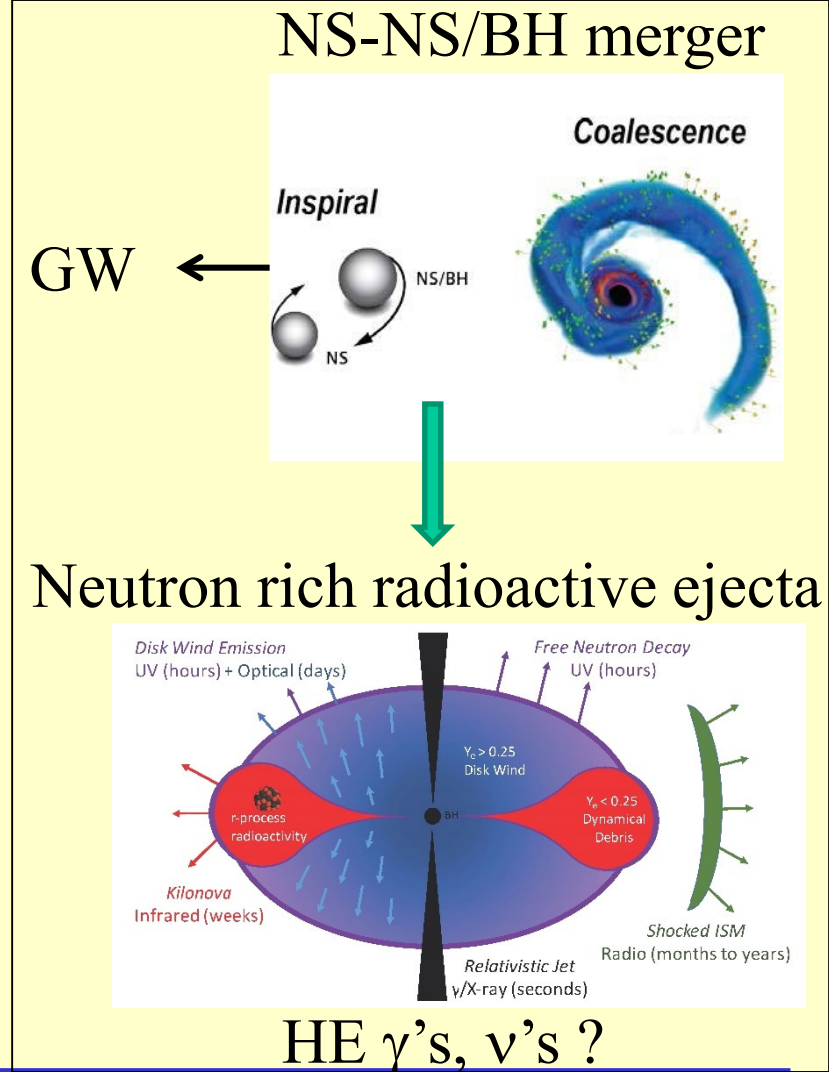 NS-NS/BH merger
Coalescence
Inspiral
GW
NS/BH
NS
Neutron rich radioactive ejecta
Disk Wind Emission
UV (hours) + Optical (days)
Free Neutron Decay
UV (hours)
Yₑ > 0.25
Disk Wind
r-process
radioactivity
BH
Yₑ < 0.25
Dynamical
Debris
Kilonova
Infrared (weeks)
Shocked ISM
Radio (months to years)
Relativistic Jet
γ/X-ray (seconds)
HE γ’s, ν’s ?